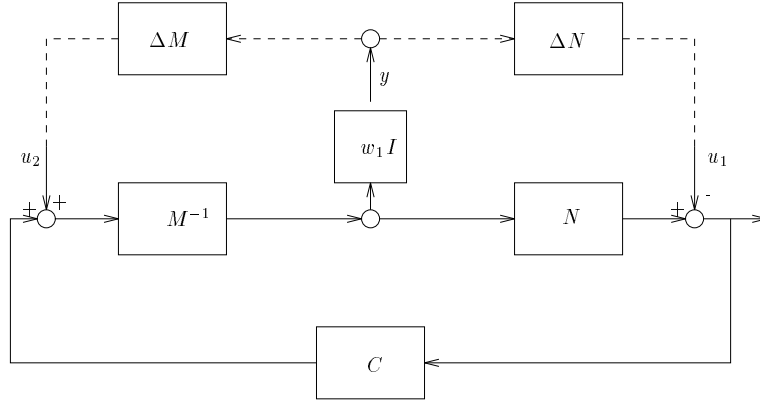 ΔM
ΔN
y
w₁I
u₂
u₁
+
+
+
-
M⁻¹
N
C